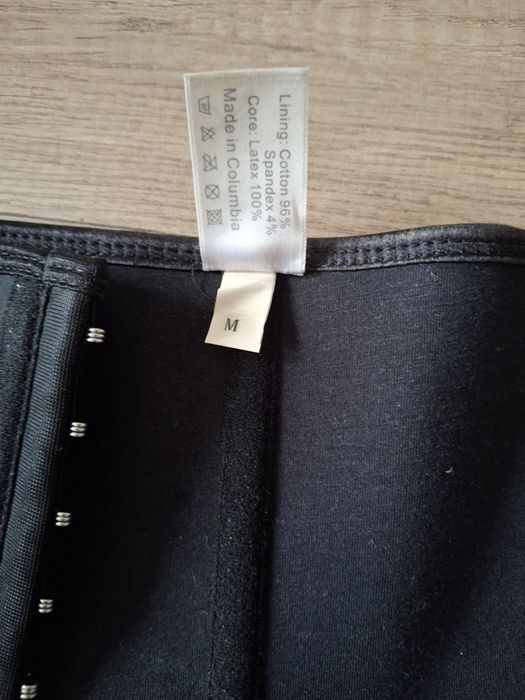 Lining: Cotton 96%
Spandex 4%
Core: Latex 100%
Made in Columbia
M